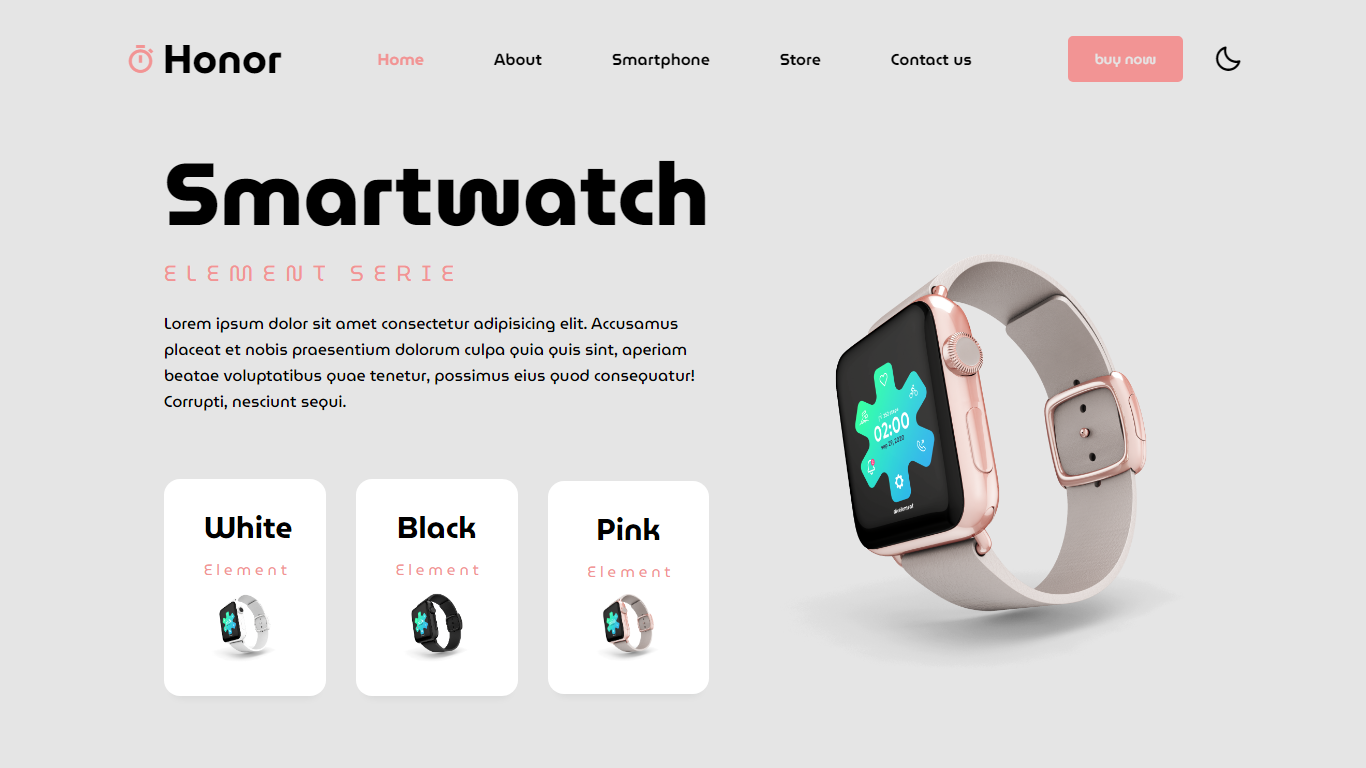 Honor
Home About Smartphone Store Contact us
buy now
Smartwatch
ELEMENT SERIE
Lorem ipsum dolor sit amet consectetur adipisicing elit. Accusamus
placeat et nobis praesentium dolorum culpa quia quis sint, aperiam
beatae voluptatibus quae tenetur, possimus eius quod consequatur!
Corrupti, nesciunt sequi.
02:00
White
Element
Black
Element
Pink
Element